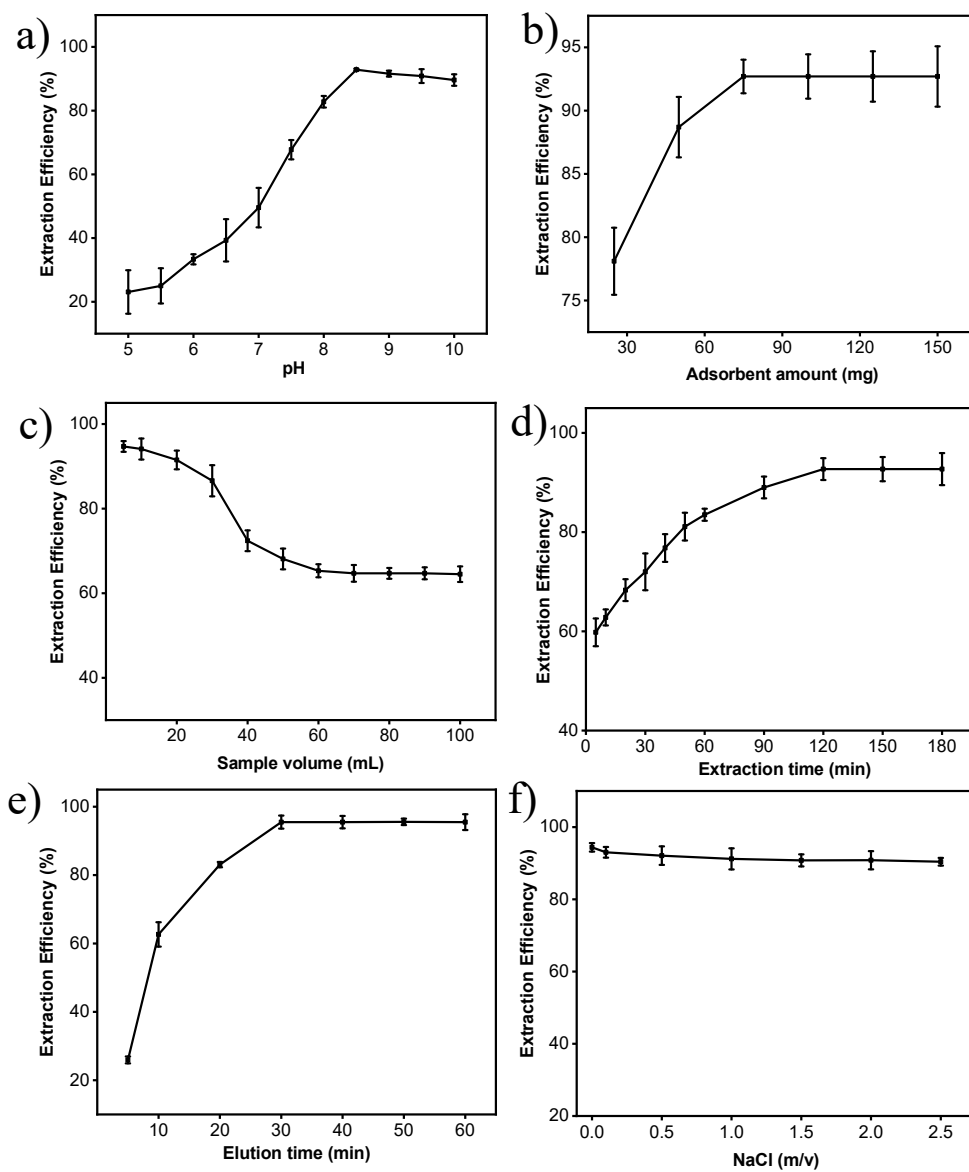 a)
100
80
60
40
20
Extraction Efficiency (%)
5 6 7 8 9 10
pH
b)
95
90
85
80
75
Extraction Efficiency (%)
30 60 90 120 150
Adsorbent amount (mg)
c)
100
80
60
40
Extraction Efficiency (%)
20 40 60 80 100
Sample volume (mL)
d)
100
80
60
40
Extraction Efficiency (%)
0 30 60 90 120 150 180
Extraction time (min)
e)
100
80
60
40
20
Extraction Efficiency (%)
10 20 30 40 50 60
Elution time (min)
f)
100
80
60
40
20
Extraction Efficiency (%)
0.0 0.5 1.0 1.5 2.0 2.5
NaCl (m/v)